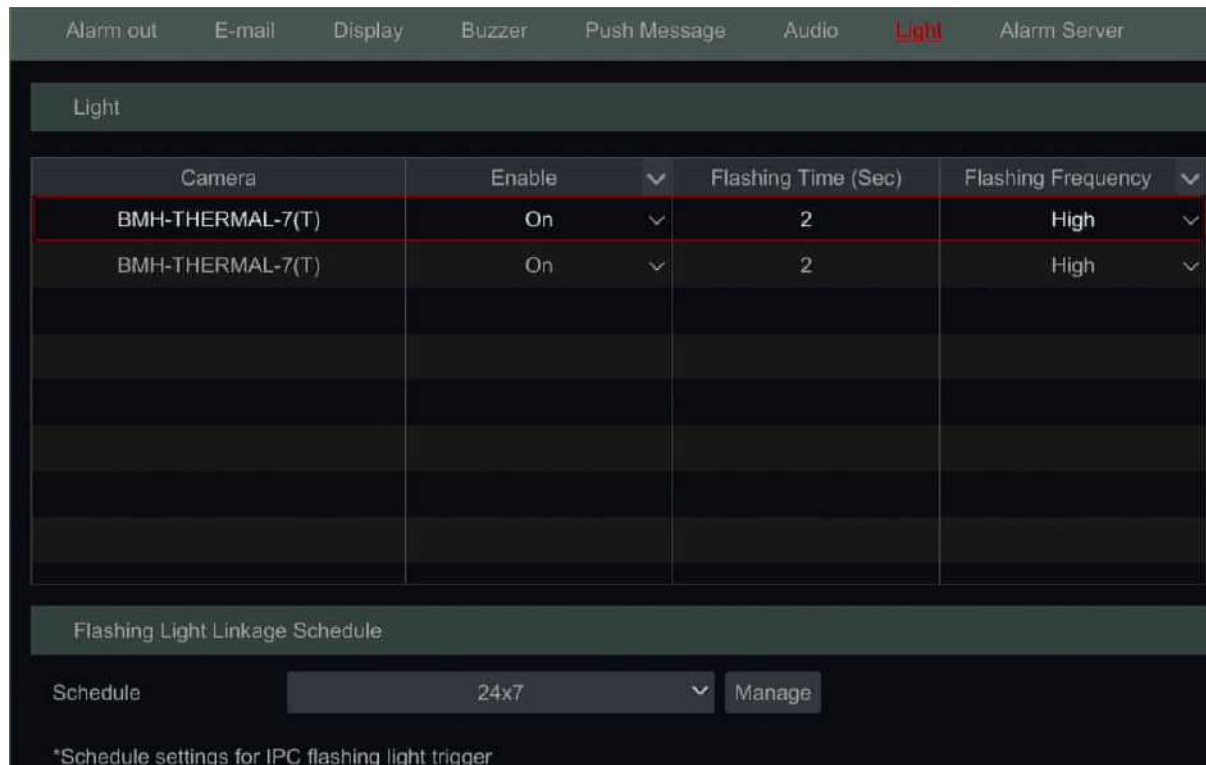 Alarm out E-mail Display Buzzer Push Message Audio Light Alarm Server
Light
Camera Enable Flashing Time (Sec) Flashing Frequency
BMH-THERMAL-7(T) On 2 High
BMH-THERMAL-7(T) On 2 High
Flashing Light Linkage Schedule
Schedule 24x7 Manage
*Schedule settings for IPC flashing light trigger